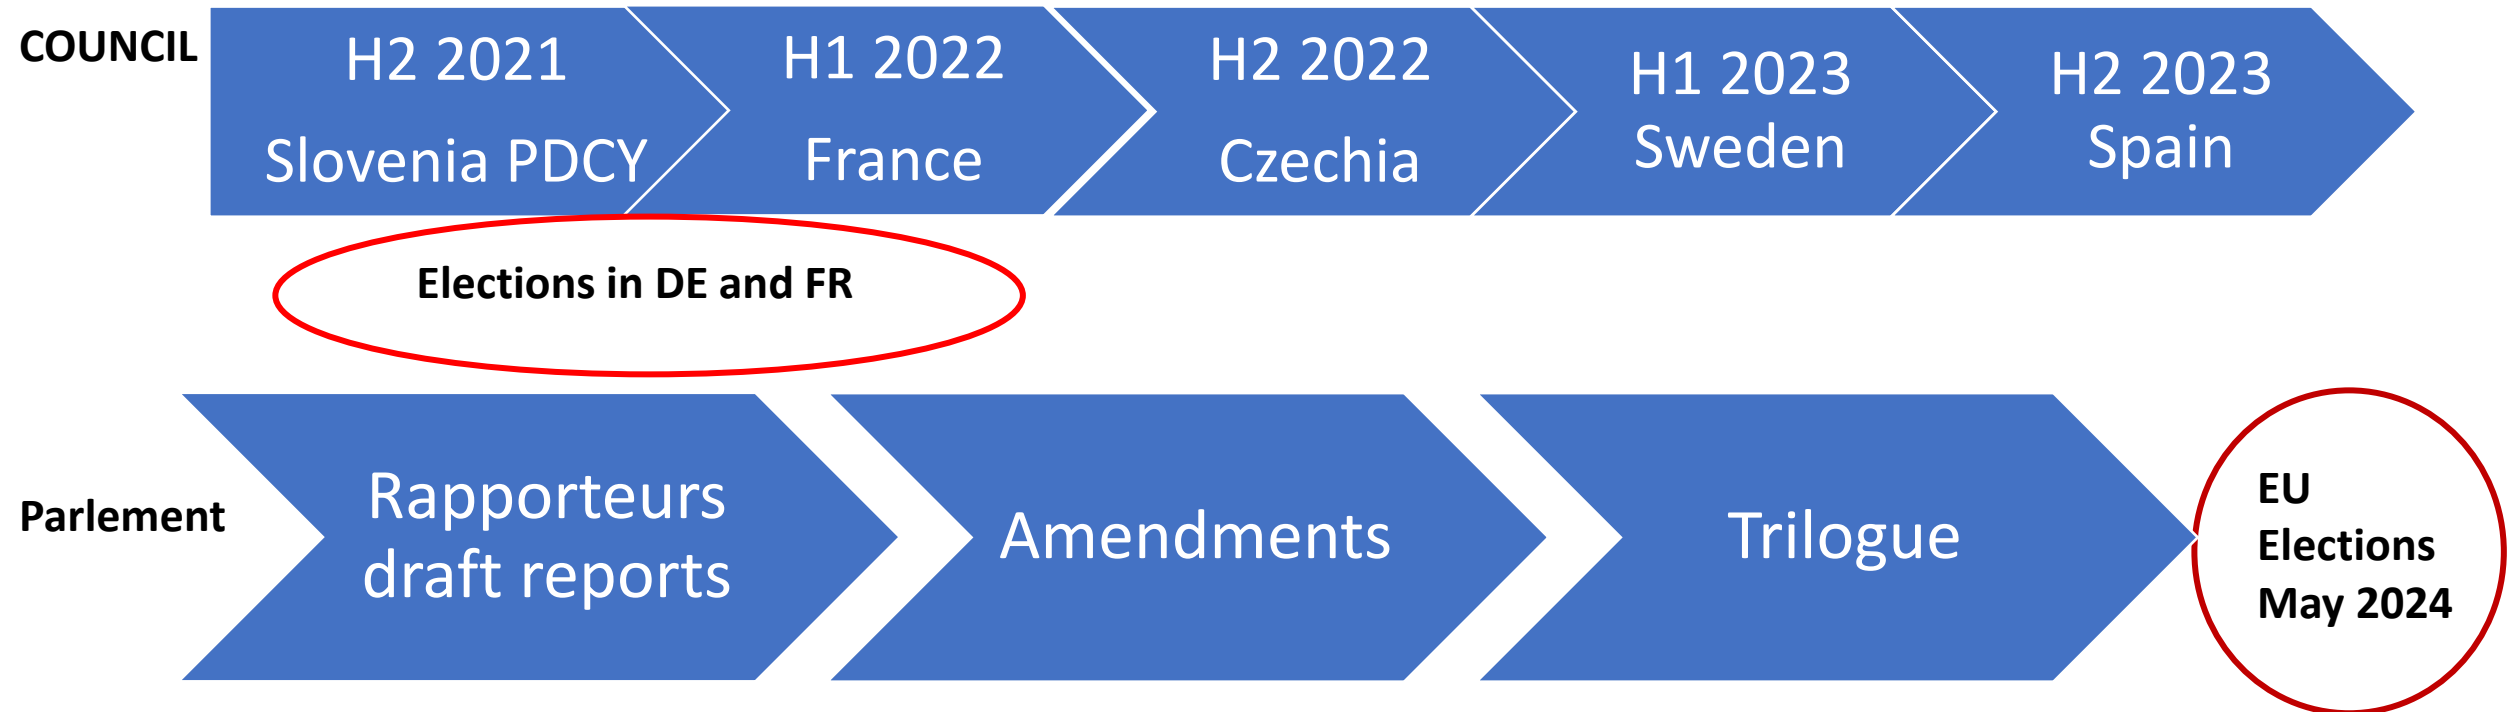 COUNCIL
H2 2021
Slovenia PDCY
H1 2022
France
H2 2022
Czechia
H1 2023
Sweden
H2 2023
Spain
Elections in DE and FR
Parlement
Rapporteurs
draft reports
Amendments
Trilogue
EU
Elections
May 2024